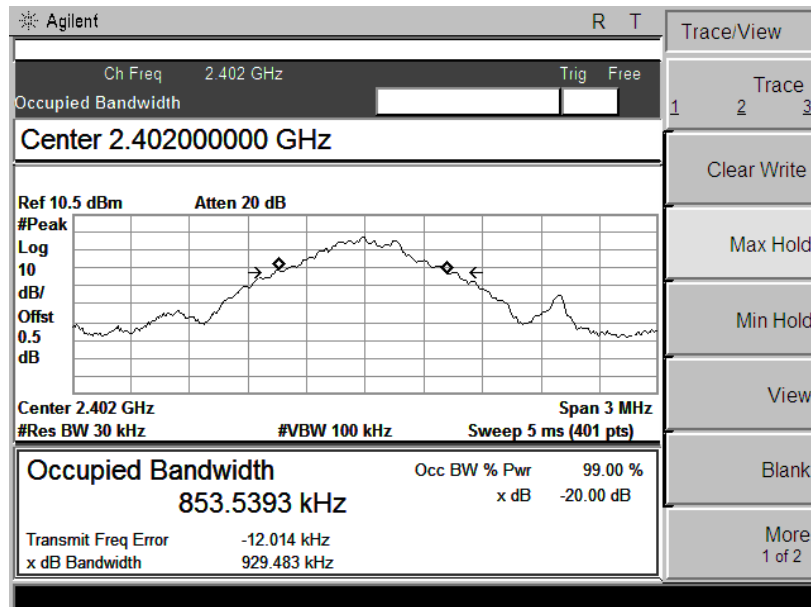 Agilent R T
Trace/View
Ch Freq 2.402 GHz Trig Free
Occupied Bandwidth
Trace
1 2 3
Center 2.402000000 GHz
Clear Write
Ref 10.5 dBm Atten 20 dB
#Peak
Log
10
dB/
Offst
0.5
dB
Max Hold
Min Hold
View
Center 2.402 GHz Span 3 MHz
#Res BW 30 kHz #VBW 100 kHz Sweep 5 ms (401 pts)
Occupied Bandwidth Occ BW % Pwr 99.00 %
853.5393 kHz x dB -20.00 dB
Blank
Transmit Freq Error -12.014 kHz
x dB Bandwidth 929.483 kHz
More
1 of 2